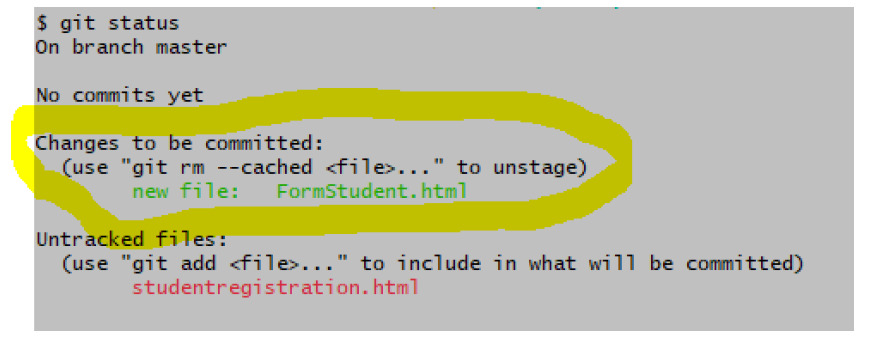 $ git status
On branch master
No commits yet
Changes to be committed:
(use "git rm --cached <file>..." to unstage)
new file: FormStudent.html
Untracked files:
(use "git add <file>..." to include in what will be committed)
studentregistration.html